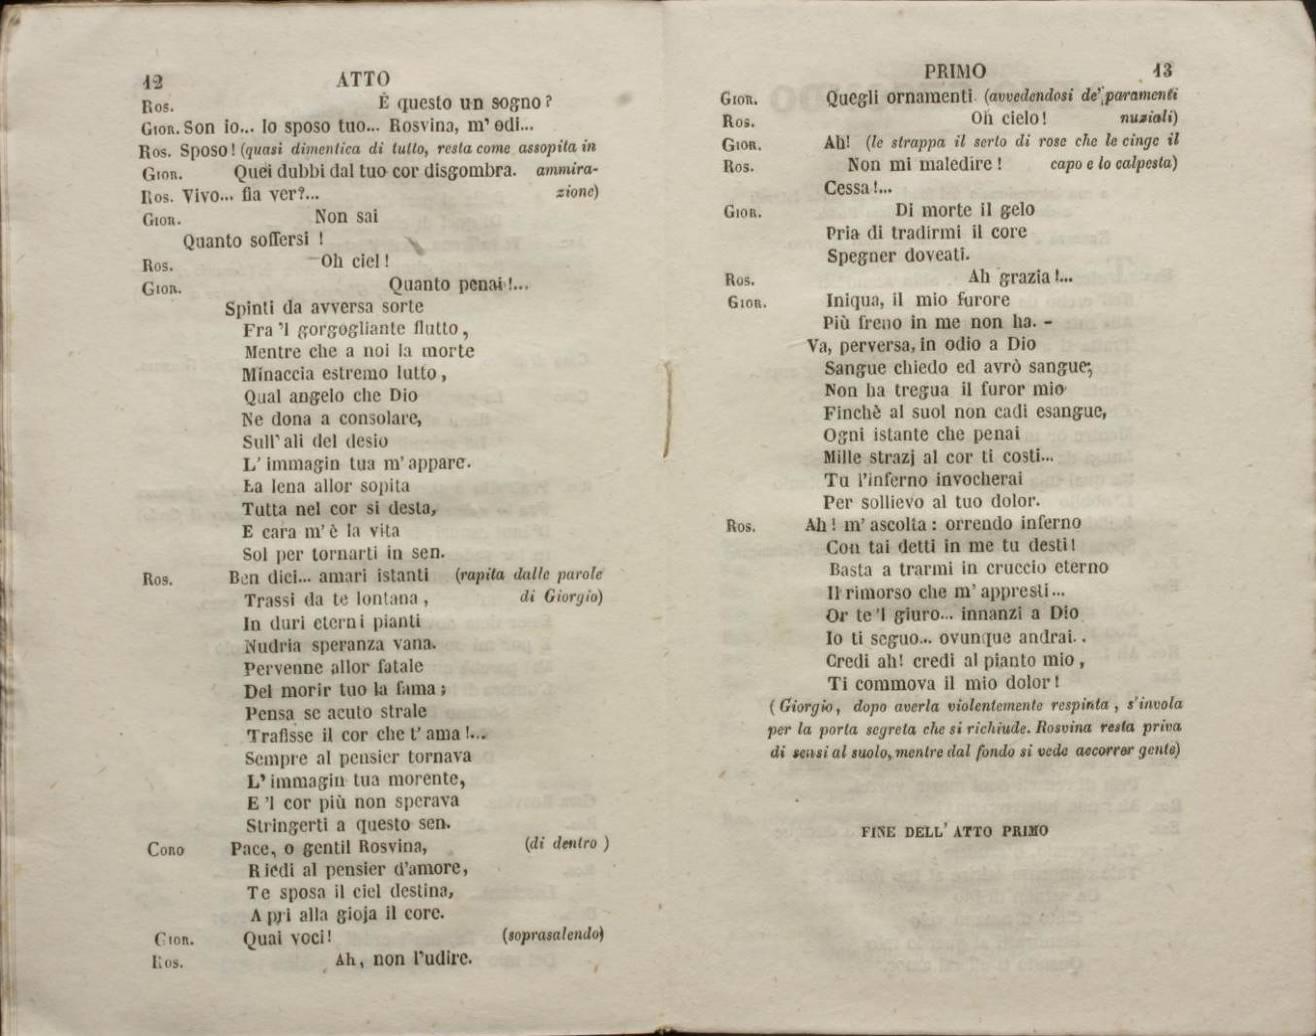 12 ATTO
Ros. È questo un sogno?
Gior. Son io... lo sposo tuo... Rosvina, m' odi...
Ros. Sposo! (quasi dimentica di tutto, resta come assopita in
Gior. Quei dubbi dal tuo cor disgombra. ammira-
Ros. Vivo... fia ver?... zione)
Gior. Non sai
Quanto soffersi !
Ros. Oh ciel !
Gior. Quanto penai !...
Spinti da avversa sorte
Fra 'l gorgogliante flutto ,
Mentre che a noi la morte
Minaccia estremo lutto ,
Qual angelo che Dio
Ne dona a consolare,
Sull' ali del desio
L' immagin tua m' appare.
La lena allor sopita
Tutta nel cor si desta,
E cara m' è la vita
Sol per tornarti in sen.
Ros. Ben dici... amari istanti (rapita dalle parole
Trassi da te lontana , di Giorgio)
In duri eterni pianti
Nudria speranza vana.
Pervenne allor fatale
Del morir tuo la fama ;
Pensa se acuto strale
Trafisse il cor che t' ama !...
Sempre al pensier tornava
L' immagin tua morente,
E 'l cor più non sperava
Stringerti a questo sen.
Coro Pace, o gentil Rosvina, (di dentro )
Riedi al pensier d'amore,
Te sposa il ciel destina,
Apri alla gioja il core.
Gior. Quai voci! (soprasalendo)
Ros. Ah, non l'udire.
PRIMO 13
Gior. Quegli ornamenti (avvedendosi de' paramenti
Ros. Oh cielo! nuziali)
Gior. Ah! (le strappa il serto di rose che le cinge il
Ros. Non mi maledire ! capo e lo calpesta)
Cessa !...
Gior. Di morte il gelo
Pria di tradirmi il core
Spegner doveati.
Ros. Ah grazia !...
Gior. Iniqua, il mio furore
Più freno in me non ha. -
Va, perversa, in odio a Dio
Sangue chiedo ed avrò sangue;
Non ha tregua il furor mio
Finchè al suol non cadi esangue,
Ogni istante che penai
Mille strazj al cor ti costi...
Tu l'inferno invocherai
Per sollievo al tuo dolor.
Ros. Ah ! m' ascolta : orrendo inferno
Con tai detti in me tu desti !
Basta a trarmi in cruccio eterno
Il rimorso che m' appresti...
Or te 'l giuro... innanzi a Dio
Io ti seguo... ovunque andrai. .
Credi ah! credi al pianto mio ,
Ti commova il mio dolor !
( Giorgio, dopo averla violentemente respinta , s'invola
per la porta segreta che si richiude. Rosvina resta priva
di sensi al suolo, mentre dal fondo si vede accorrer gente)
FINE DELL' ATTO PRIMO